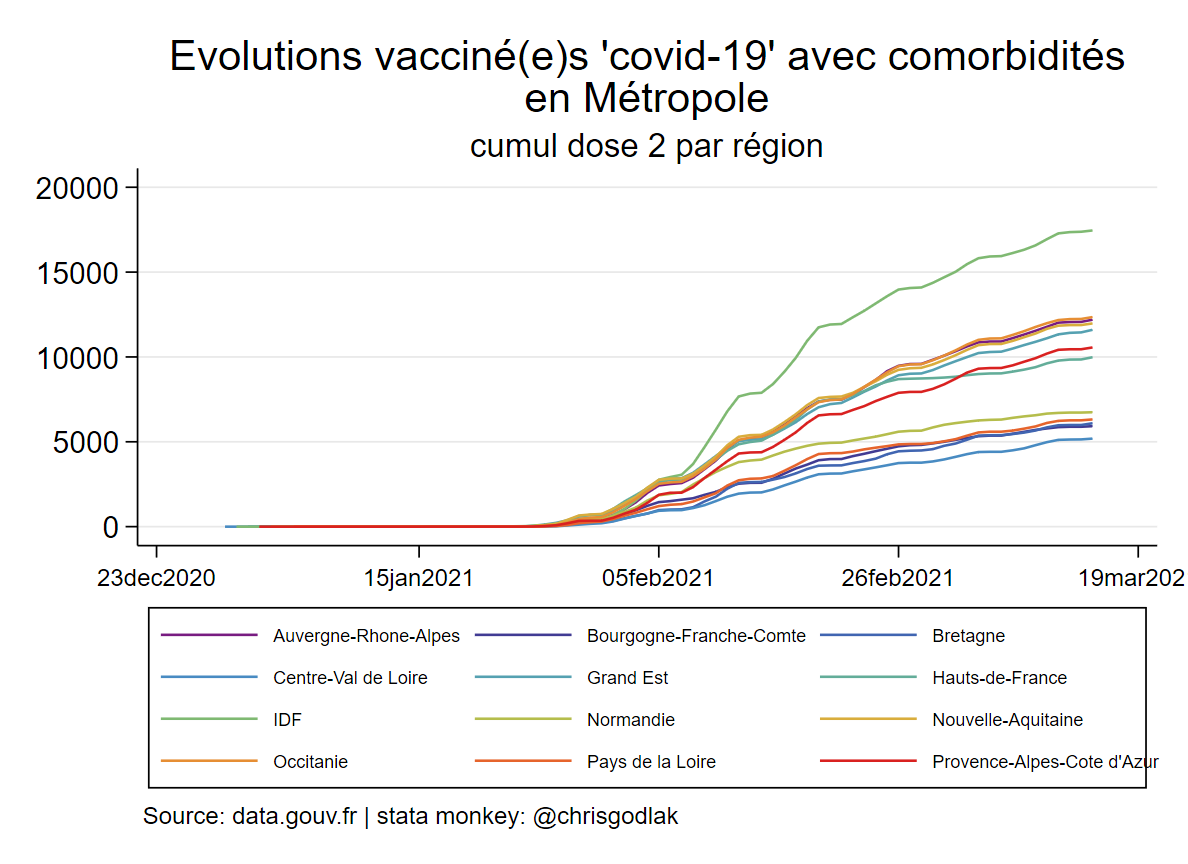 Evolutions vacciné(e)s 'covid-19' avec comorbidités
en Métropole
cumul dose 2 par région
20000
15000
10000
5000
0
23dec2020 15jan2021 05feb2021 26feb2021 19mar202
Auvergne-Rhone-Alpes Bourgogne-Franche-Comte Bretagne
Centre-Val de Loire Grand Est Hauts-de-France
IDF Normandie Nouvelle-Aquitaine
Occitanie Pays de la Loire Provence-Alpes-Cote d'Azur
Source: data.gouv.fr | stata monkey: @chrisgodlak